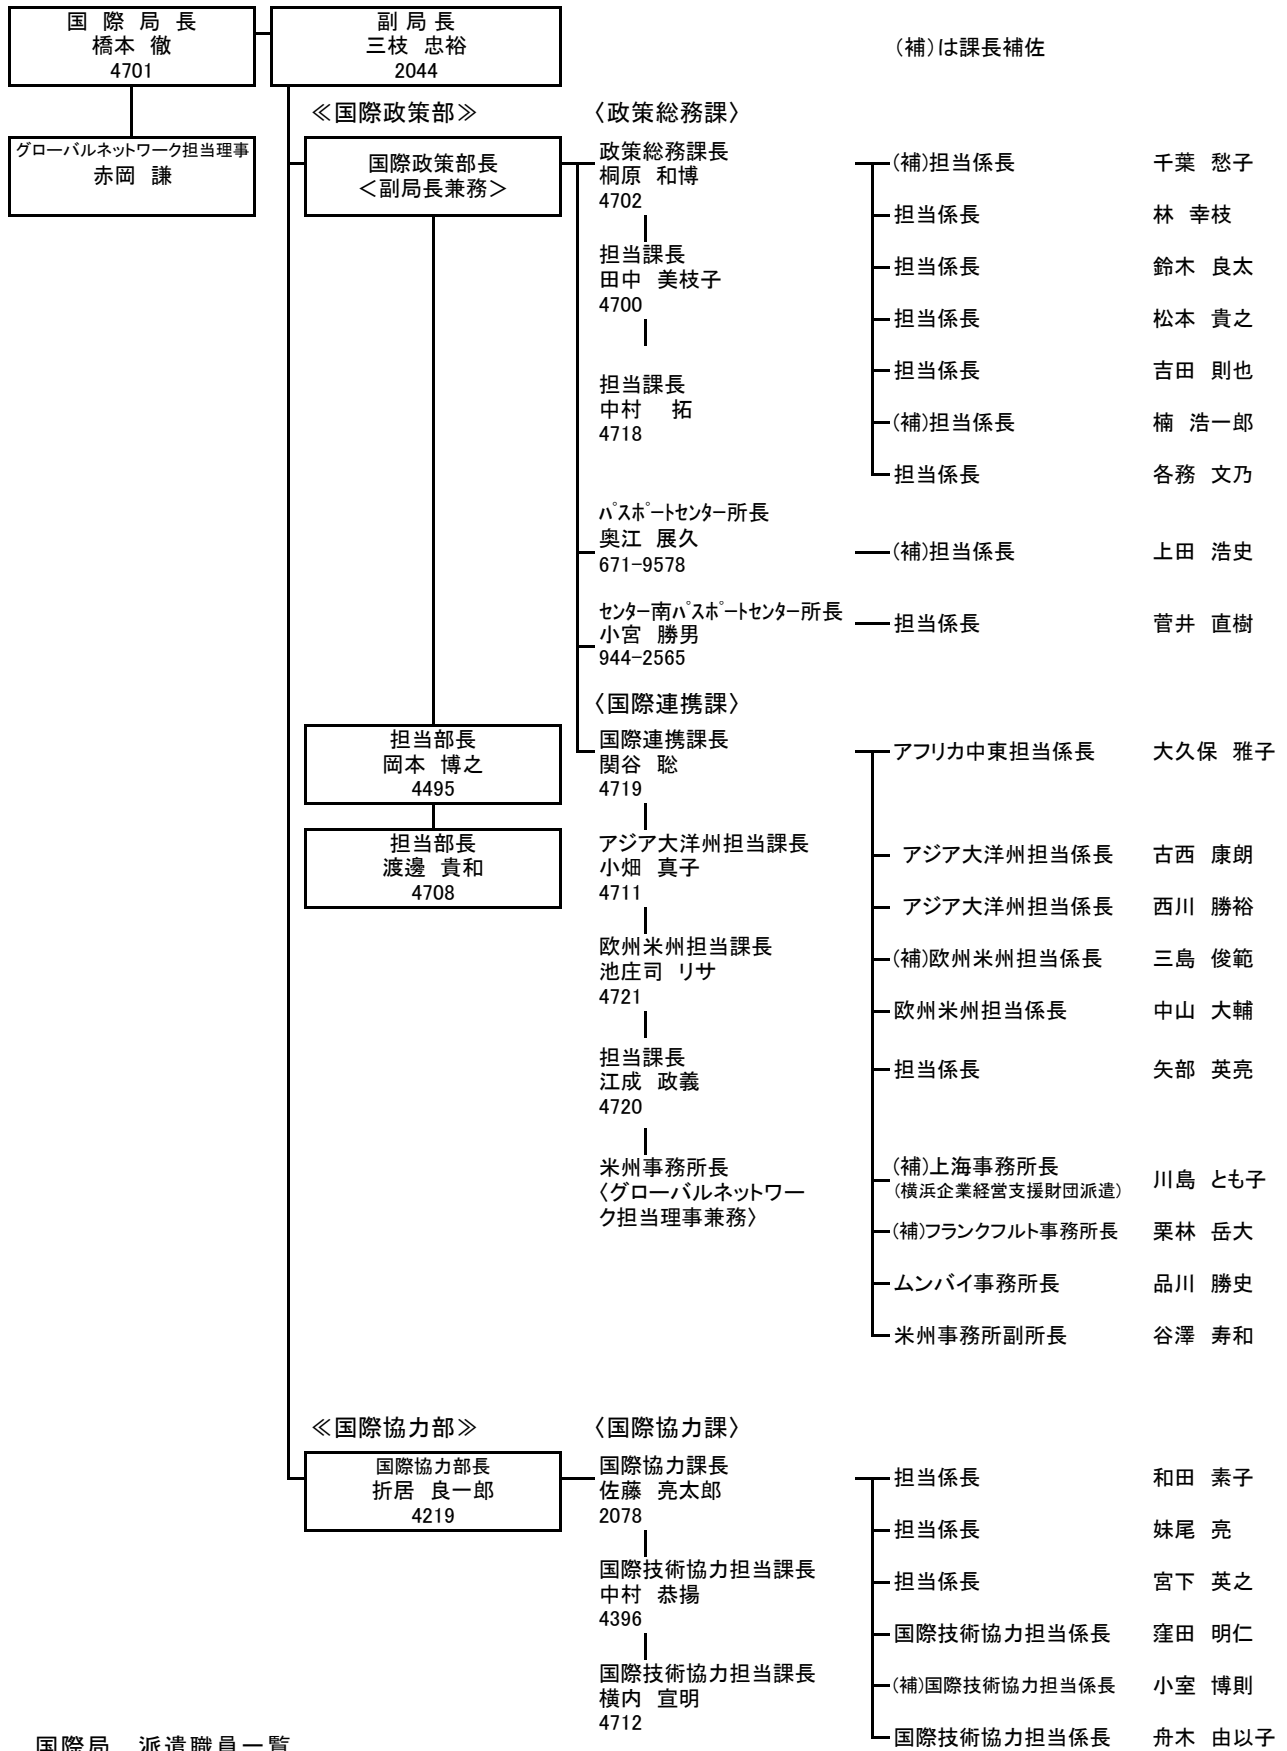 国際局長
橋本 徹
4701
副局長
三枝 忠裕
2044
(補)は課長補佐
グローバルネットワーク担当理事
赤岡 謙
≪国際政策部≫
国際政策部長
＜副局長兼務＞
担当部長
岡本 博之
4495
担当部長
渡邊 貴和
4708
〈政策総務課〉
政策総務課長
桐原 和博
4702
担当課長
田中 美枝子
4700
担当課長
中村 拓
4718
(補)担当係長 千葉 愁子
担当係長 林 幸枝
担当係長 鈴木 良太
担当係長 松本 貴之
担当係長 吉田 則也
(補)担当係長 楠 浩一郎
担当係長 各務 文乃
ﾊﾟｽﾎﾟｰﾄｾﾝﾀｰ所長
奥江 展久
671-9578
(補)担当係長 上田 浩史
ｾﾝﾀｰ南ﾊﾟｽﾎﾟｰﾄｾﾝﾀｰ所長
小宮 勝男
944-2565
担当係長 菅井 直樹
〈国際連携課〉
国際連携課長
関谷 聡
4719
アジア大洋州担当課長
小畑 真子
4711
欧州米州担当課長
池庄司 リサ
4721
担当課長
江成 政義
4720
米州事務所長
〈グローバルネットワー
ク担当理事兼務〉
アフリカ中東担当係長 大久保 雅子
アジア大洋州担当係長 古西 康朗
アジア大洋州担当係長 西川 勝裕
(補)欧州米州担当係長 三島 俊範
欧州米州担当係長 中山 大輔
担当係長 矢部 英亮
(補)上海事務所長 川島 とも子
(横浜企業経営支援財団派遣)
(補)フランクフルト事務所長 栗林 岳大
ムンバイ事務所長 品川 勝史
米州事務所副所長 谷澤 寿和
≪国際協力部≫
国際協力部長
折居 良一郎
4219
〈国際協力課〉
国際協力課長
佐藤 亮太郎
2078
国際技術協力担当課長
中村 恭揚
4396
国際技術協力担当課長
横内 宣明
4712
担当係長 和田 素子
担当係長 妹尾 亮
担当係長 宮下 英之
国際技術協力担当係長 窪田 明仁
(補)国際技術協力担当係長 小室 博則
国際技術協力担当係長 舟木 由以子
国際局 派遣職員一覧